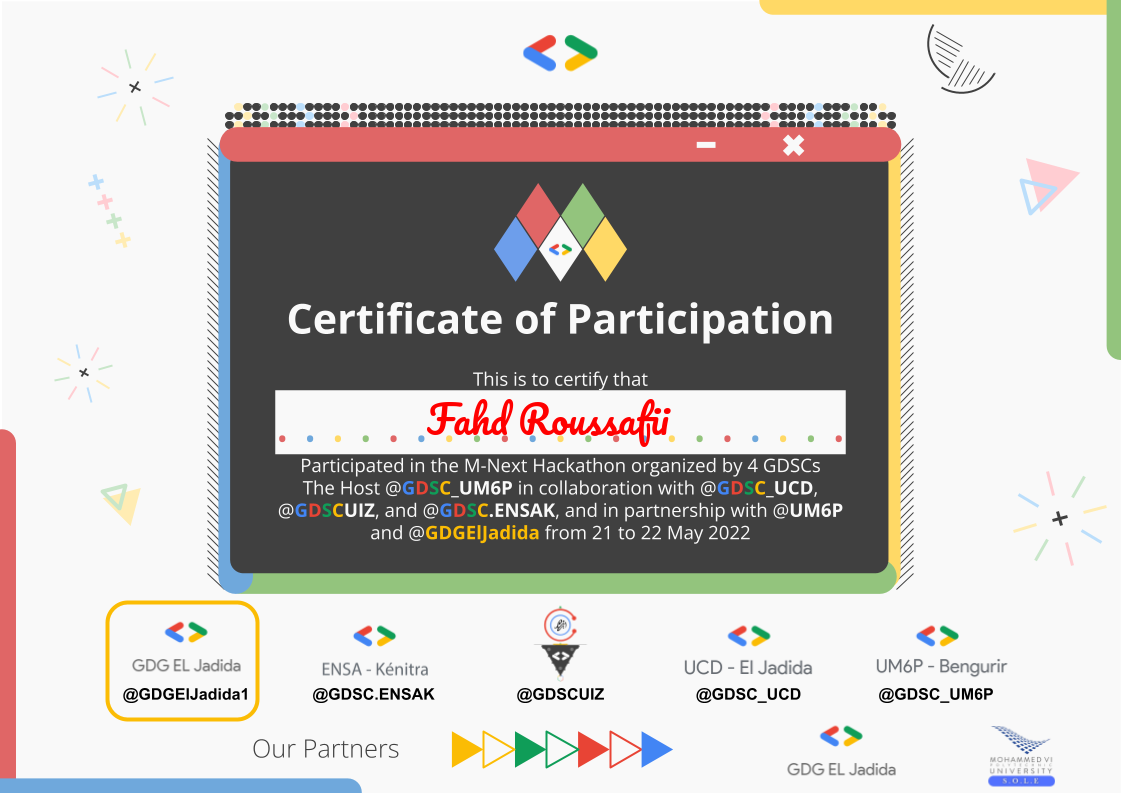 Certificate of Participation
This is to certify that
Fahd Roussafii
Participated in the M-Next Hackathon organized by 4 GDSCs
The Host @GDSC_UM6P in collaboration with @GDSC_UCD,
@GDSCUIZ, and @GDSC.ENSAK, and in partnership with @UM6P
and @GDGElJadida from 21 to 22 May 2022
GDG EL Jadida
@GDGElJadida1
ENSA - Kénitra
@GDSC.ENSAK
@GDSCUIZ
UCD - El Jadida
@GDSC_UCD
UM6P - Bengurir
@GDSC_UM6P
Our Partners
GDG EL Jadida
MOHAMMED VI
POLYTECHNIC
UNIVERSITY
S.O.L.E